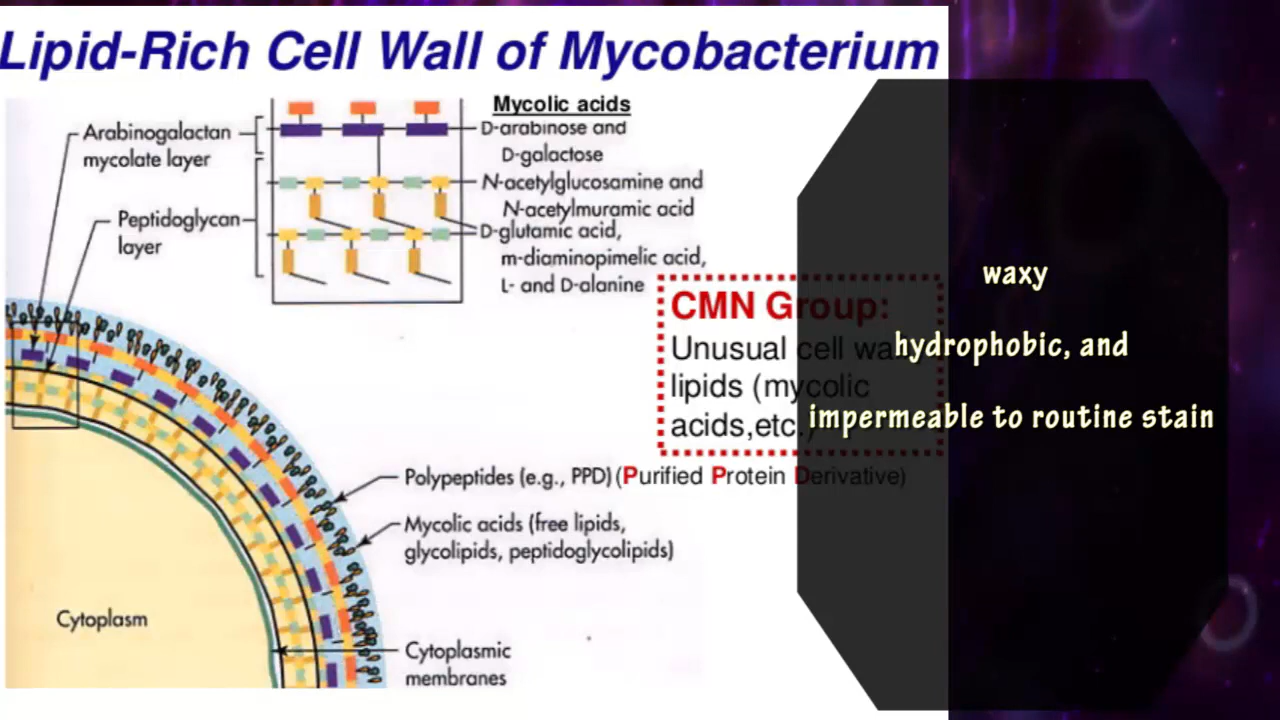 Lipid-Rich Cell Wall of Mycobacterium
Mycolic acids
Arabinogalactan
mycolate layer
D-arabinose and
D-galactose
N-acetylglucosamine and
N-acetylmuramic acid
Peptidoglycan
layer
D-glutamic acid,
m-diaminopimelic acid,
L- and D-alanine
CMN Group:
Unusual cell wa
lipids (mycolic
acids,etc.)
waxy
hydrophobic, and
impermeable to routine stain
Polypeptides (e.g., PPD) (Purified Protein Derivative)
Mycolic acids (free lipids,
glycolipids, peptidoglycolipids)
Cytoplasm
Cytoplasmic
membranes